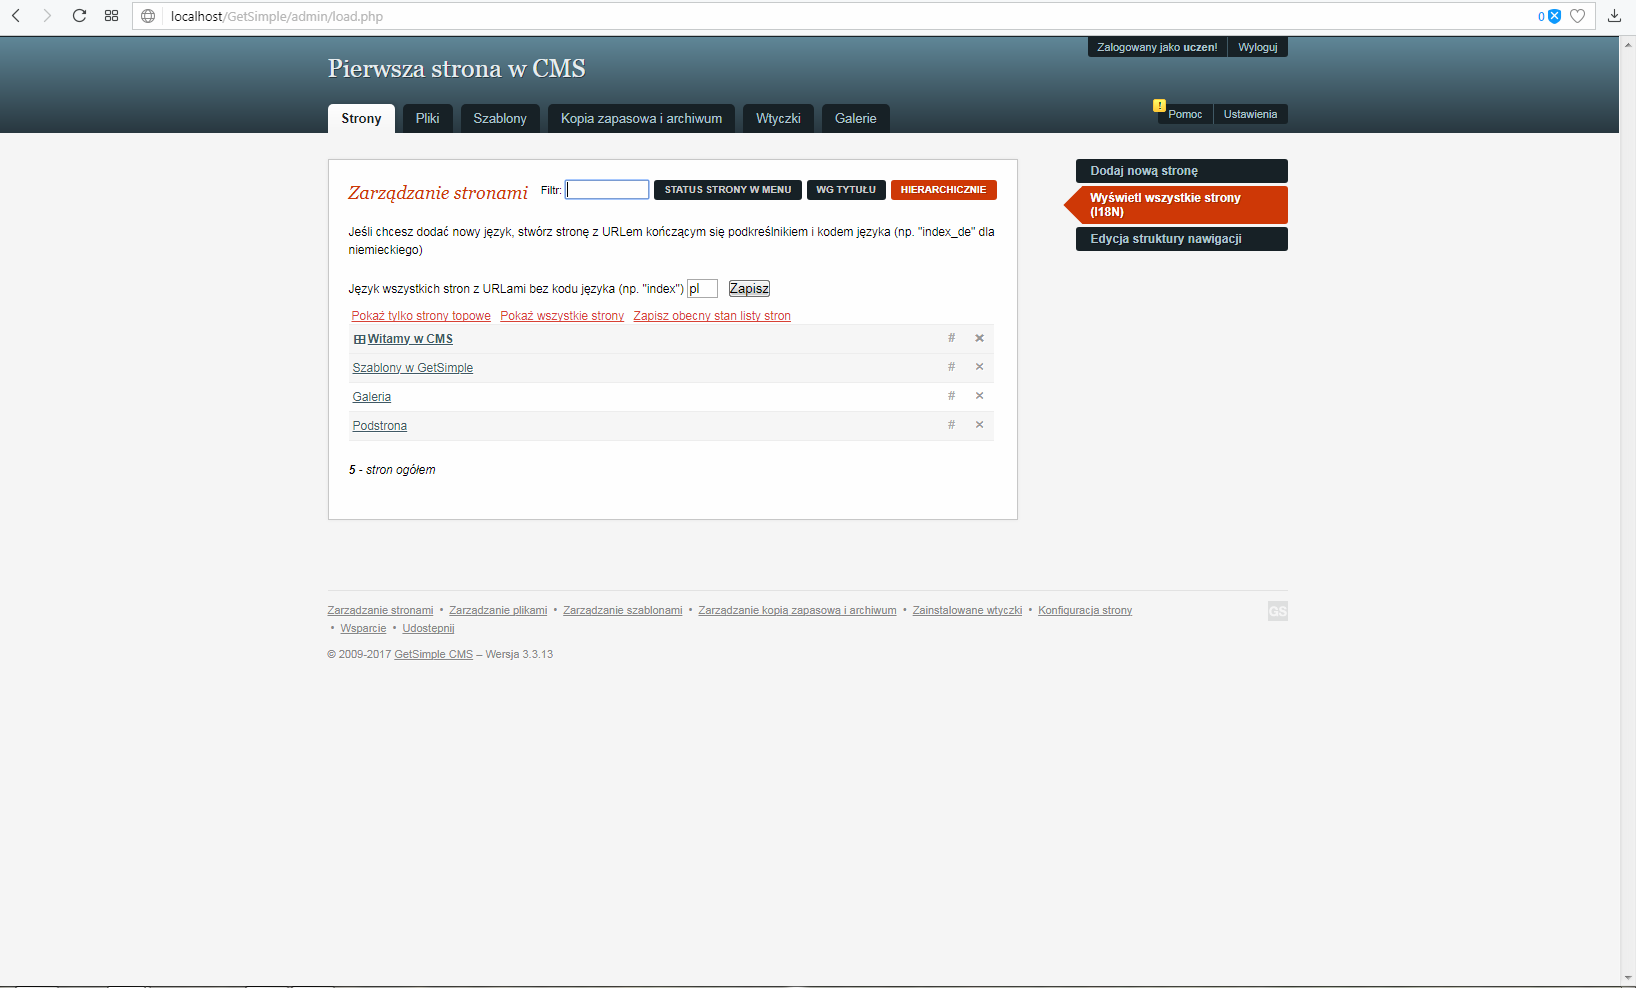 localhost/GetSimple/admin/load.php
0
Zalogowany jako uczen!
Wyloguj
Pierwsza strona w CMS
Strony
Pliki
Szablony
Kopia zapasowa i archiwum
Wtyczki
Galerie
!
Pomoc
Ustawienia
Zarządzanie stronami
Filtr:
STATUS STRONY W MENU
WG TYTUŁU
HIERARCHICZNIE
Jeśli chcesz dodać nowy język, stwórz stronę z URLem kończącym się podkreślnikiem i kodem języka (np. "index_de" dla
niemieckiego)
Język wszystkich stron z URLami bez kodu języka (np. "index") pl Zapisz
Pokaż tylko strony topowe Pokaż wszystkie strony Zapisz obecny stan listy stron
Witamy w CMS # ×
Szablony w GetSimple # ×
Galeria # ×
Podstrona # ×
5 - stron ogółem
Dodaj nową stronę
Wyświetl wszystkie strony
(I18N)
Edycja struktury nawigacji
Zarządzanie stronami • Zarządzanie plikami • Zarządzanie szablonami • Zarządzanie kopią zapasową i archiwum • Zainstalowane wtyczki • Konfiguracja strony
• Wsparcie • Udostępnij
GS
© 2009-2017 GetSimple CMS – Wersja 3.3.13